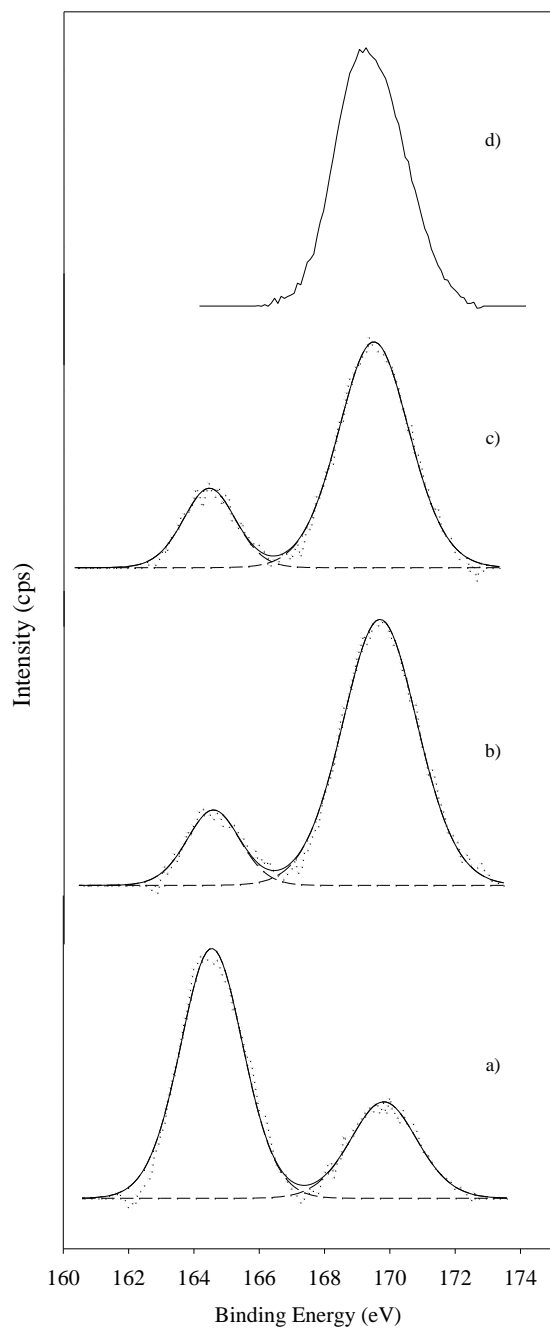 d)
c)
Intensity (cps)
b)
a)
160 162 164 166 168 170 172 174
Binding Energy (eV)